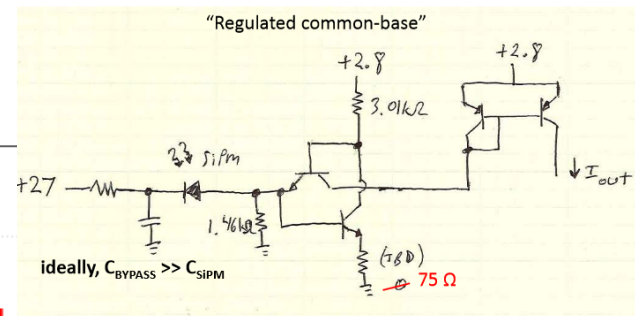 “Regulated common-base”
+2.8
+2.8
3.01kΩ
SiPm
Iout
+27
1.46kΩ
(TBD)
0 75 Ω
ideally, CBYPASS >> CSiPM